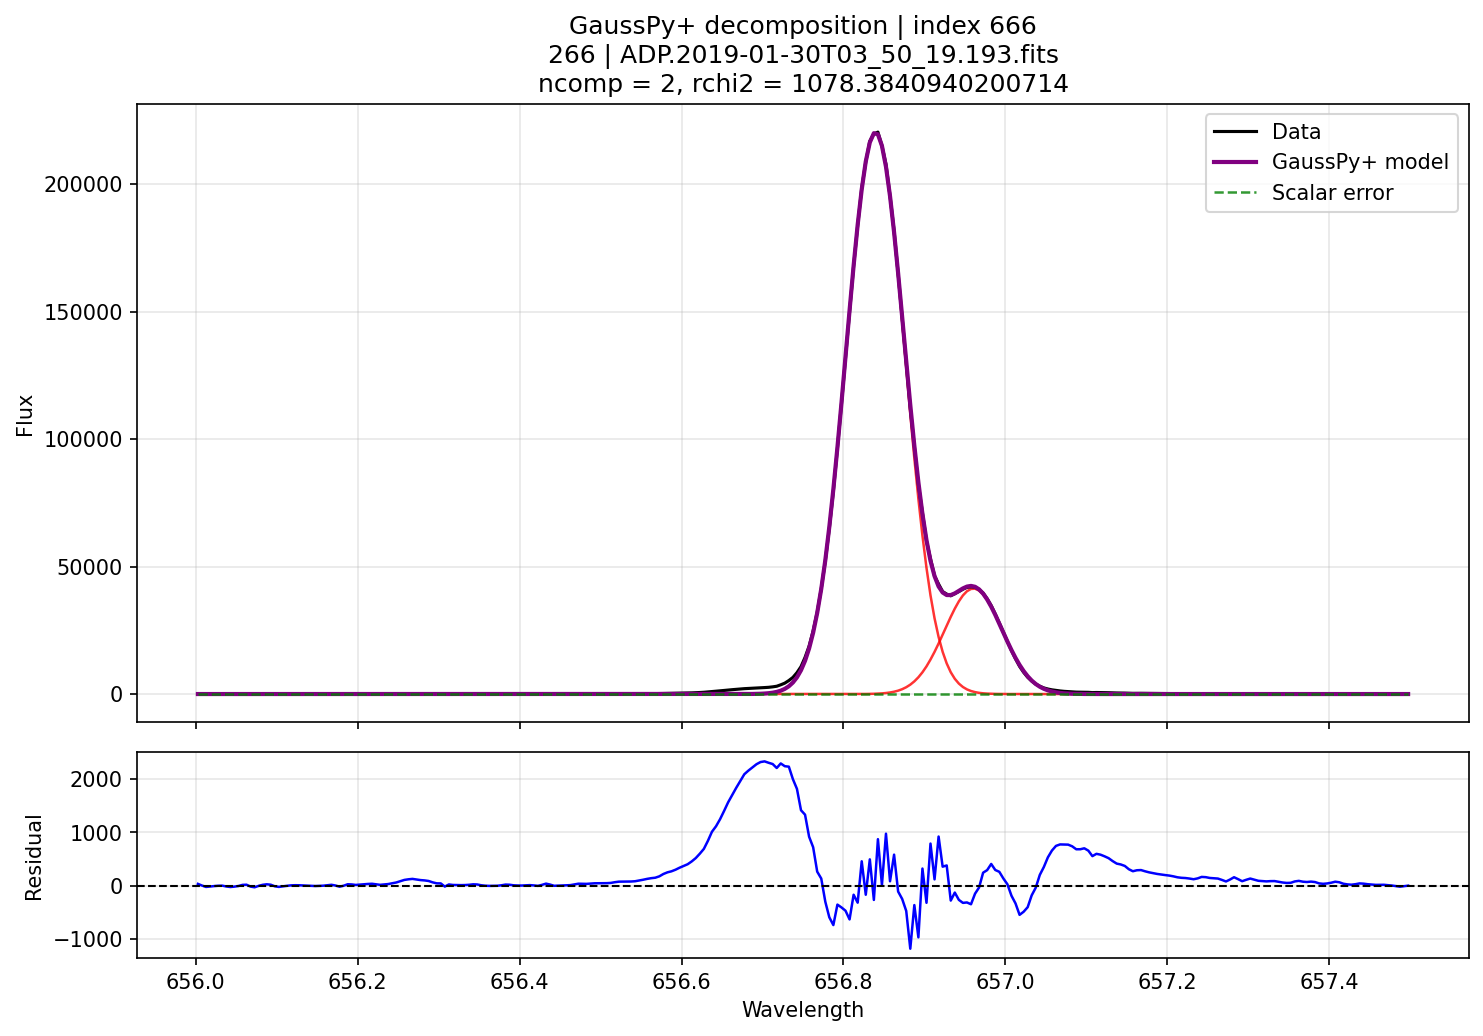 GaussPy+ decomposition | index 666
266 | ADP.2019-01-30T03_50_19.193.fits
ncomp = 2, rchi2 = 1078.3840940200714
Data
GaussPy+ model
Scalar error
200000
150000
100000
50000
0
Flux
2000
1000
0
−1000
Residual
656.0
656.2
656.4
656.6
656.8
657.0
657.2
657.4
Wavelength